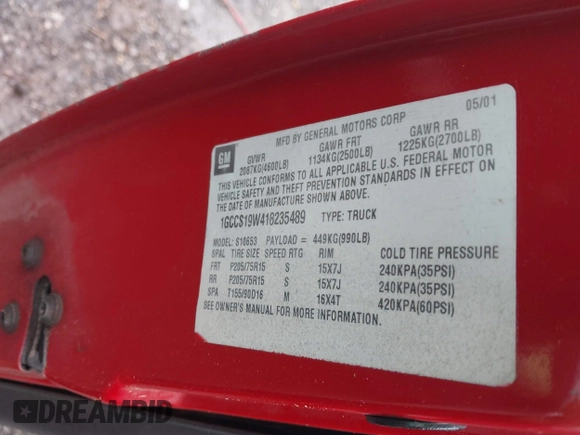 05/01
MFD BY GENERAL MOTORS CORP
GM
GVWR GAWR FRT GAWR RR
2087KG(4600LB) 1134KG(2500LB) 1225KG(2700LB)
THIS VEHICLE CONFORMS TO ALL APPLICABLE U.S. FEDERAL MOTOR
VEHICLE SAFETY AND THEFT PREVENTION STANDARDS IN EFFECT ON
THE DATE OF MANUFACTURE SHOWN ABOVE.
1GCCS19W418235489 TYPE: TRUCK
MODEL: S10653 PAYLOAD = 449KG(990LB)
SPAL TIRE SIZE SPEED RTG RIM COLD TIRE PRESSURE
FRT P205/75R15 S 15X7J 240KPA(35PSI)
RR P205/75R15 S 15X7J 240KPA(35PSI)
SPA T155/90D16 M 16X4T 420KPA(60PSI)
SEE OWNER'S MANUAL FOR MORE INFORMATION.
DREAMBID